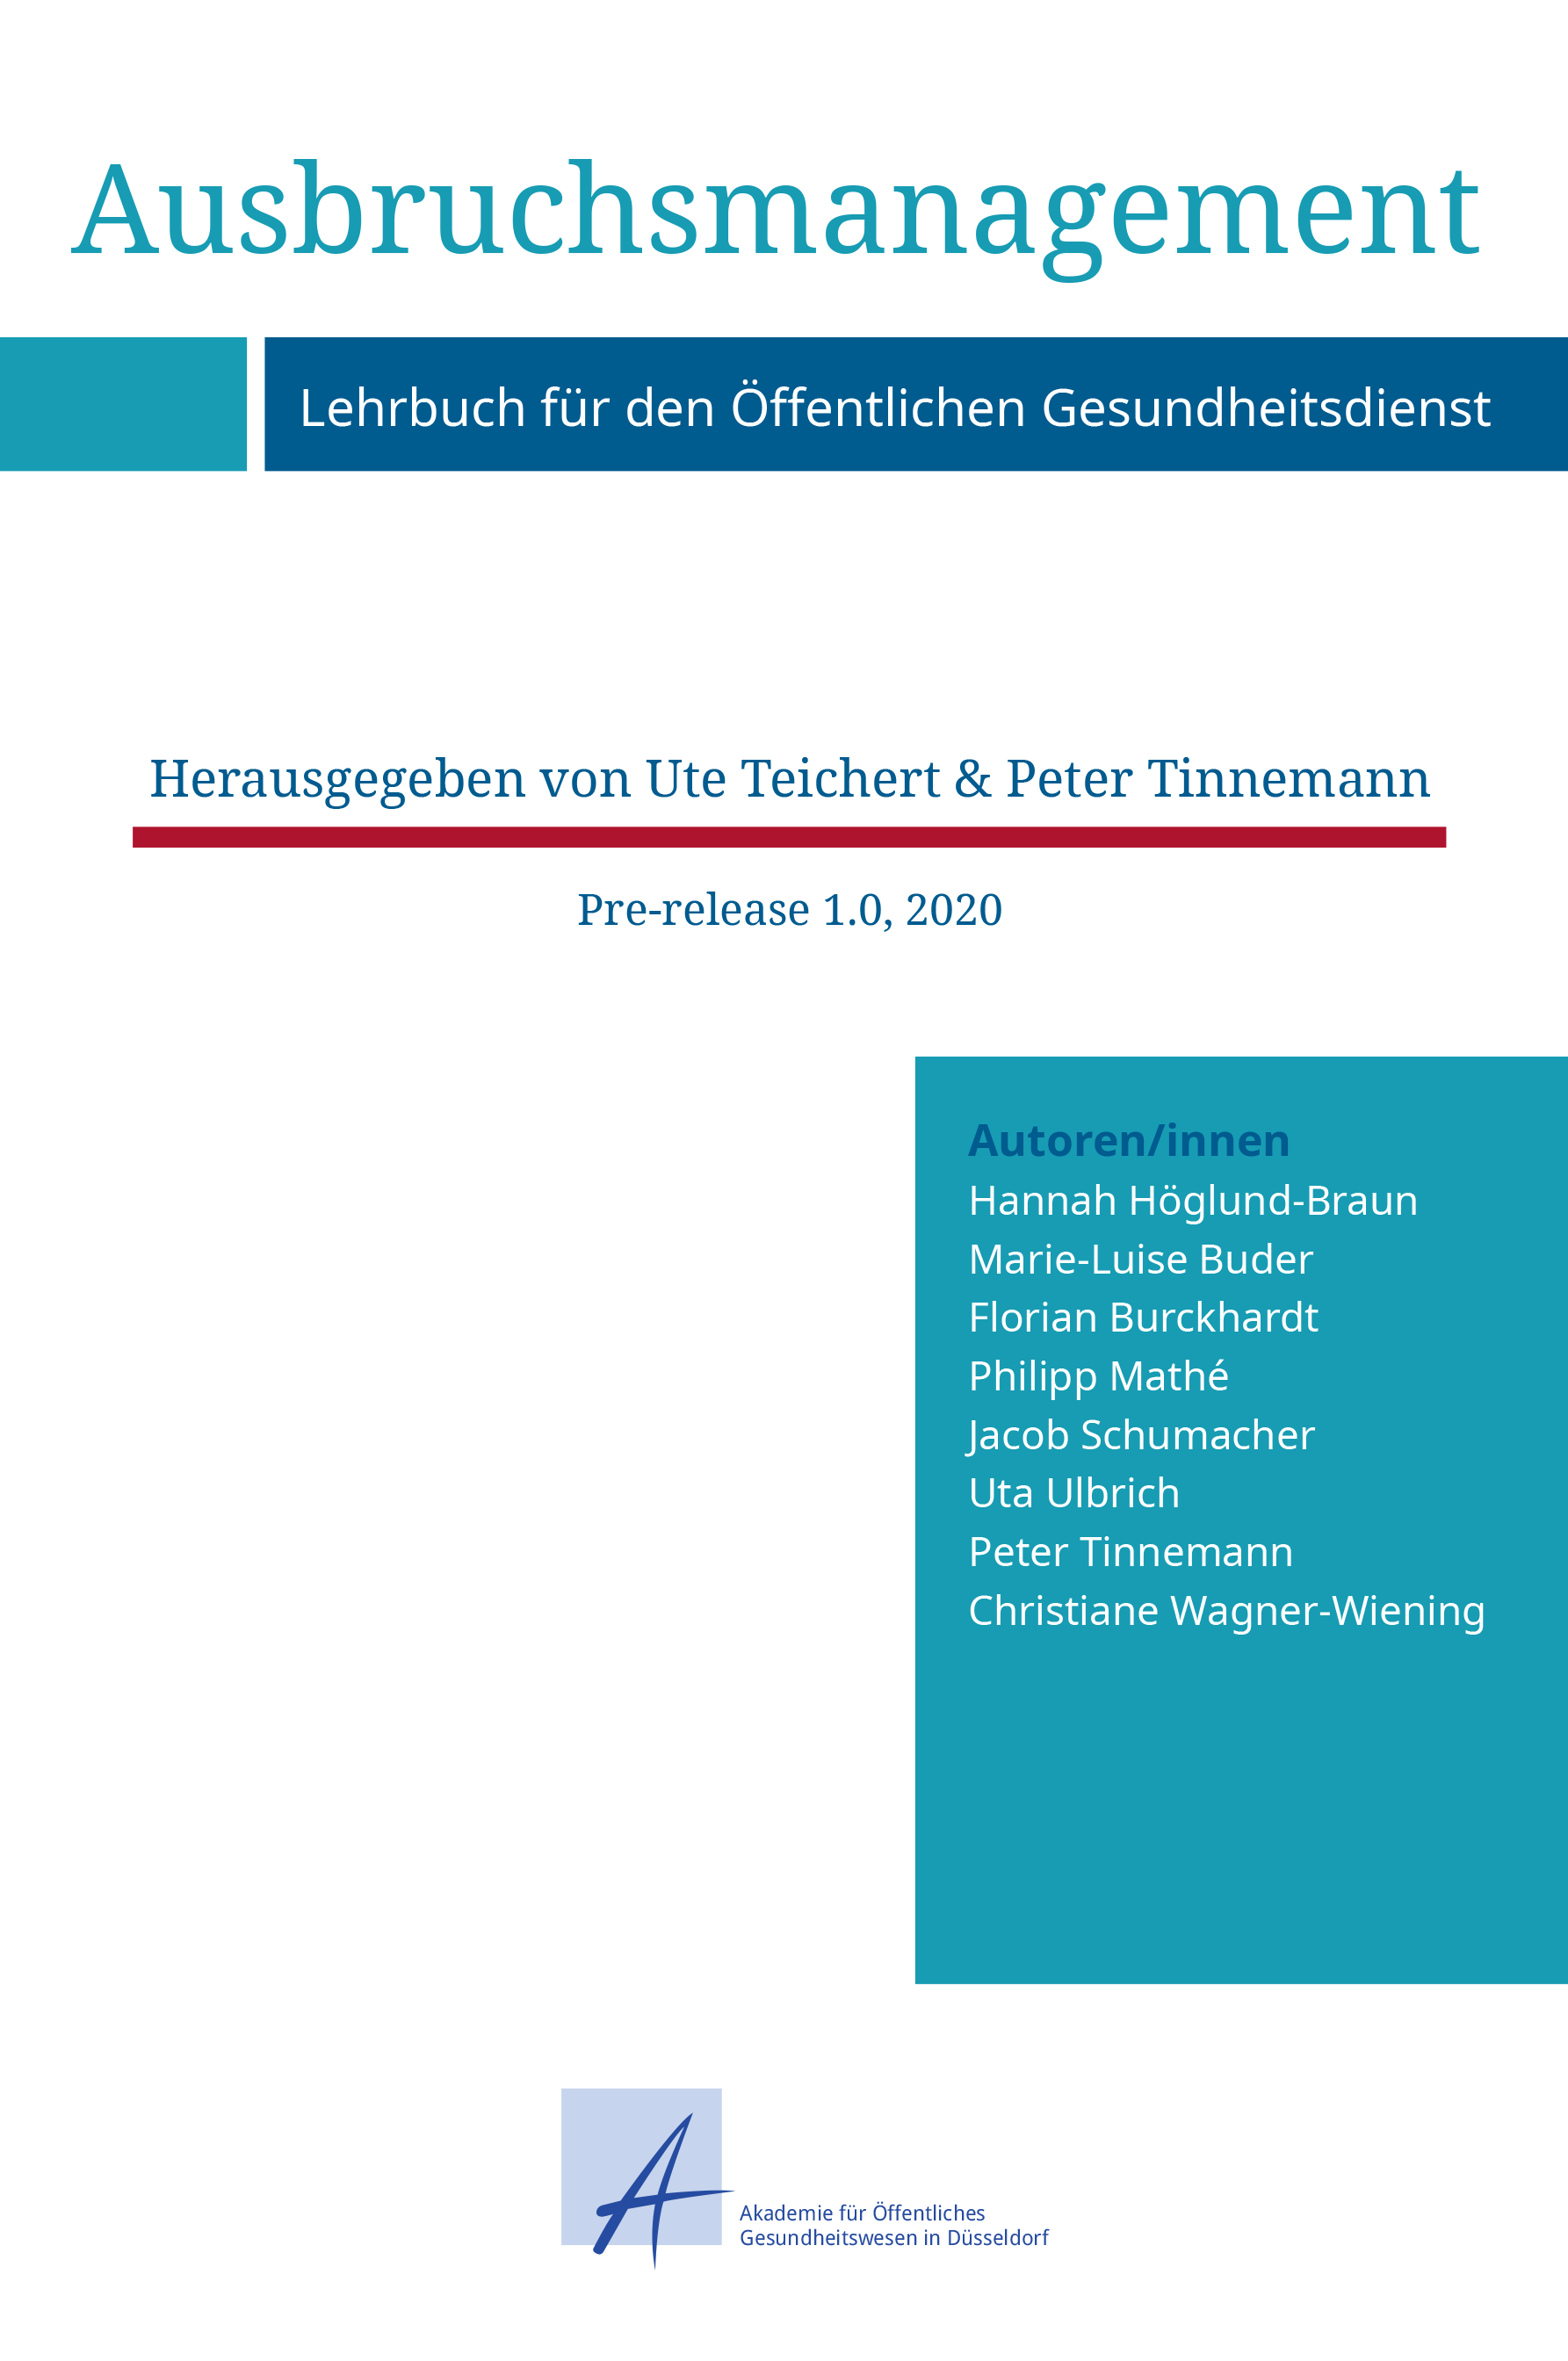 Ausbruchsmanagement
Lehrbuch für den Öffentlichen Gesundheitsdienst
Herausgegeben von Ute Teichert & Peter Tinnemann
Pre-release 1.0, 2020
Autoren/innen
Hannah Höglund-Braun
Marie-Luise Buder
Florian Burckhardt
Philipp Mathé
Jacob Schumacher
Uta Ulbrich
Peter Tinnemann
Christiane Wagner-Wiening
Akademie für Öffentliches
Gesundheitswesen in Düsseldorf